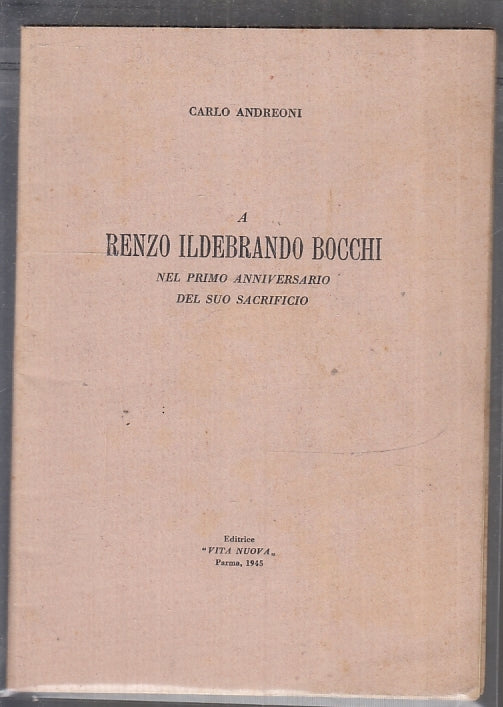 CARLO ANDREONI
A
RENZO ILDEBRANDO BOCCHI
NEL PRIMO ANNIVERSARIO
DEL SUO SACRIFICIO
Editrice
"VITA NUOVA„
Parma, 1945